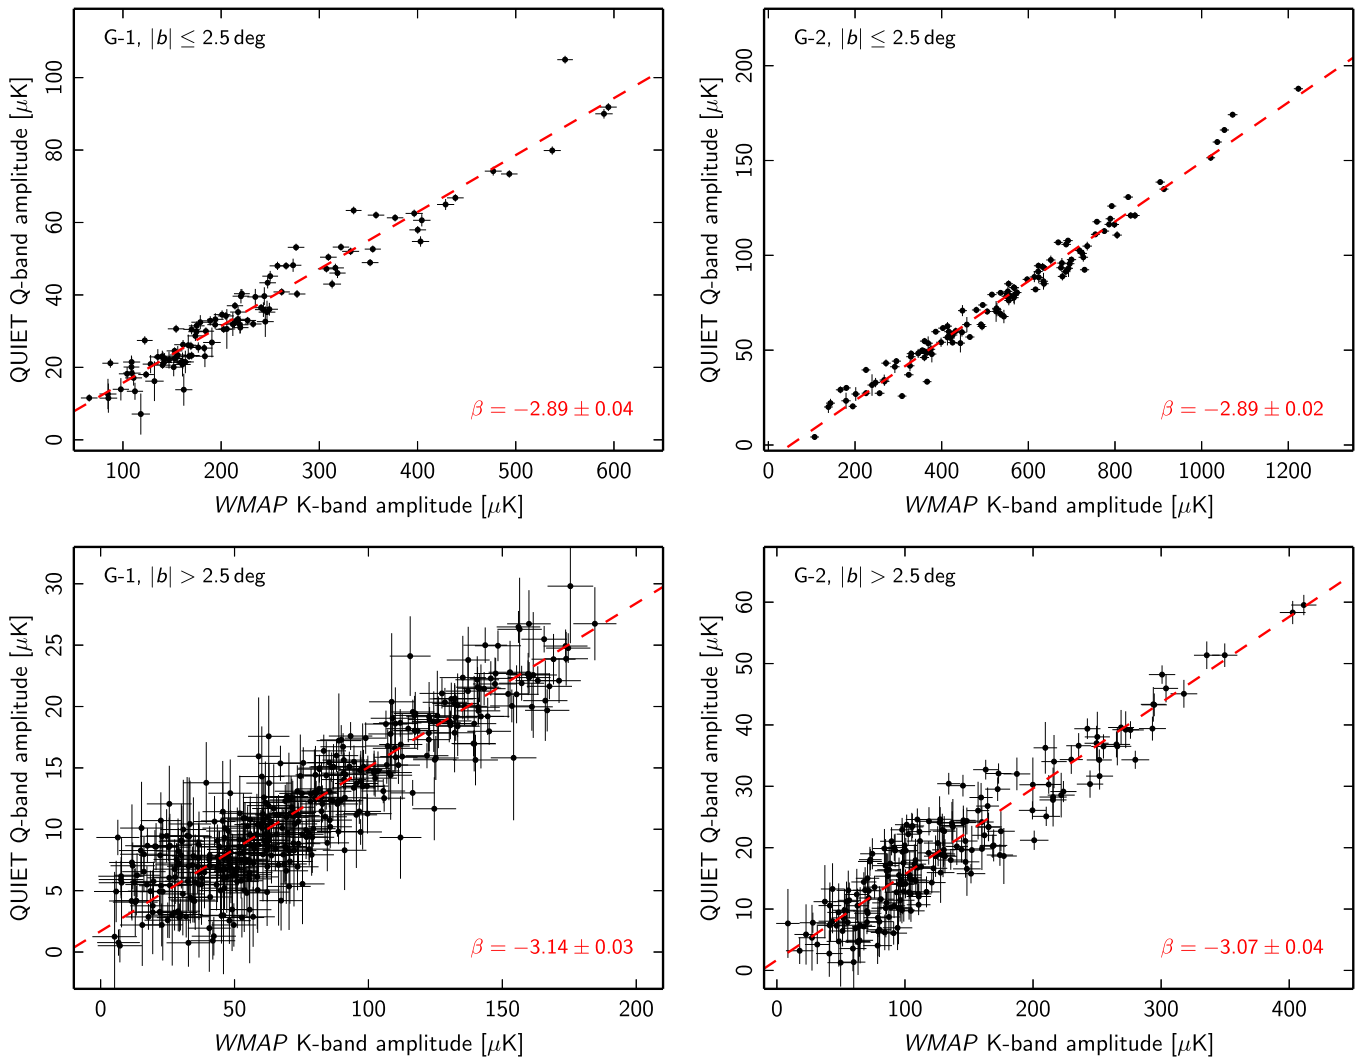 G-1, |b| ≤ 2.5 deg
QUIET Q-band amplitude [μK]
0 20 40 60 80 100
β = −2.89 ± 0.04
100 200 300 400 500 600
WMAP K-band amplitude [μK]
G-2, |b| ≤ 2.5 deg
QUIET Q-band amplitude [μK]
0 50 100 150 200
β = −2.89 ± 0.02
0 200 400 600 800 1000 1200
WMAP K-band amplitude [μK]
G-1, |b| > 2.5 deg
QUIET Q-band amplitude [μK]
0 5 10 15 20 25 30
β = −3.14 ± 0.03
0 50 100 150 200
WMAP K-band amplitude [μK]
G-2, |b| > 2.5 deg
QUIET Q-band amplitude [μK]
0 10 20 30 40 50 60
β = −3.07 ± 0.04
0 100 200 300 400
WMAP K-band amplitude [μK]